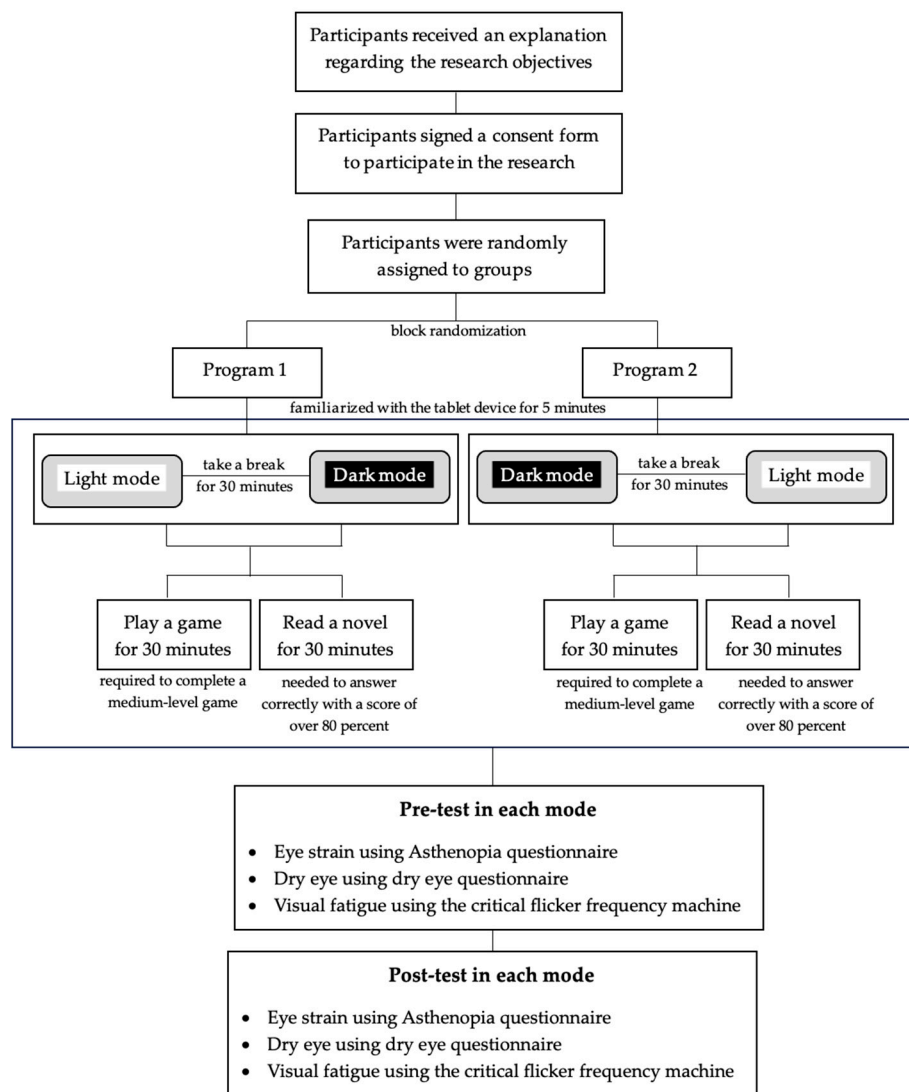 Participants received an explanation
regarding the research objectives
Participants signed a consent form
to participate in the research
Participants were randomly
assigned to groups
block randomization
Program 1
Program 2
familiarized with the tablet device for 5 minutes
Light mode
take a break
for 30 minutes
Dark mode
Dark mode
take a break
for 30 minutes
Light mode
Play a game
for 30 minutes
required to complete a
medium-level game
Read a novel
for 30 minutes
needed to answer
correctly with a score of
over 80 percent
Play a game
for 30 minutes
required to complete a
medium-level game
Read a novel
for 30 minutes
needed to answer
correctly with a score of
over 80 percent
Pre-test in each mode
• Eye strain using Asthenopia questionnaire
• Dry eye using dry eye questionnaire
• Visual fatigue using the critical flicker frequency machine
Post-test in each mode
• Eye strain using Asthenopia questionnaire
• Dry eye using dry eye questionnaire
• Visual fatigue using the critical flicker frequency machine